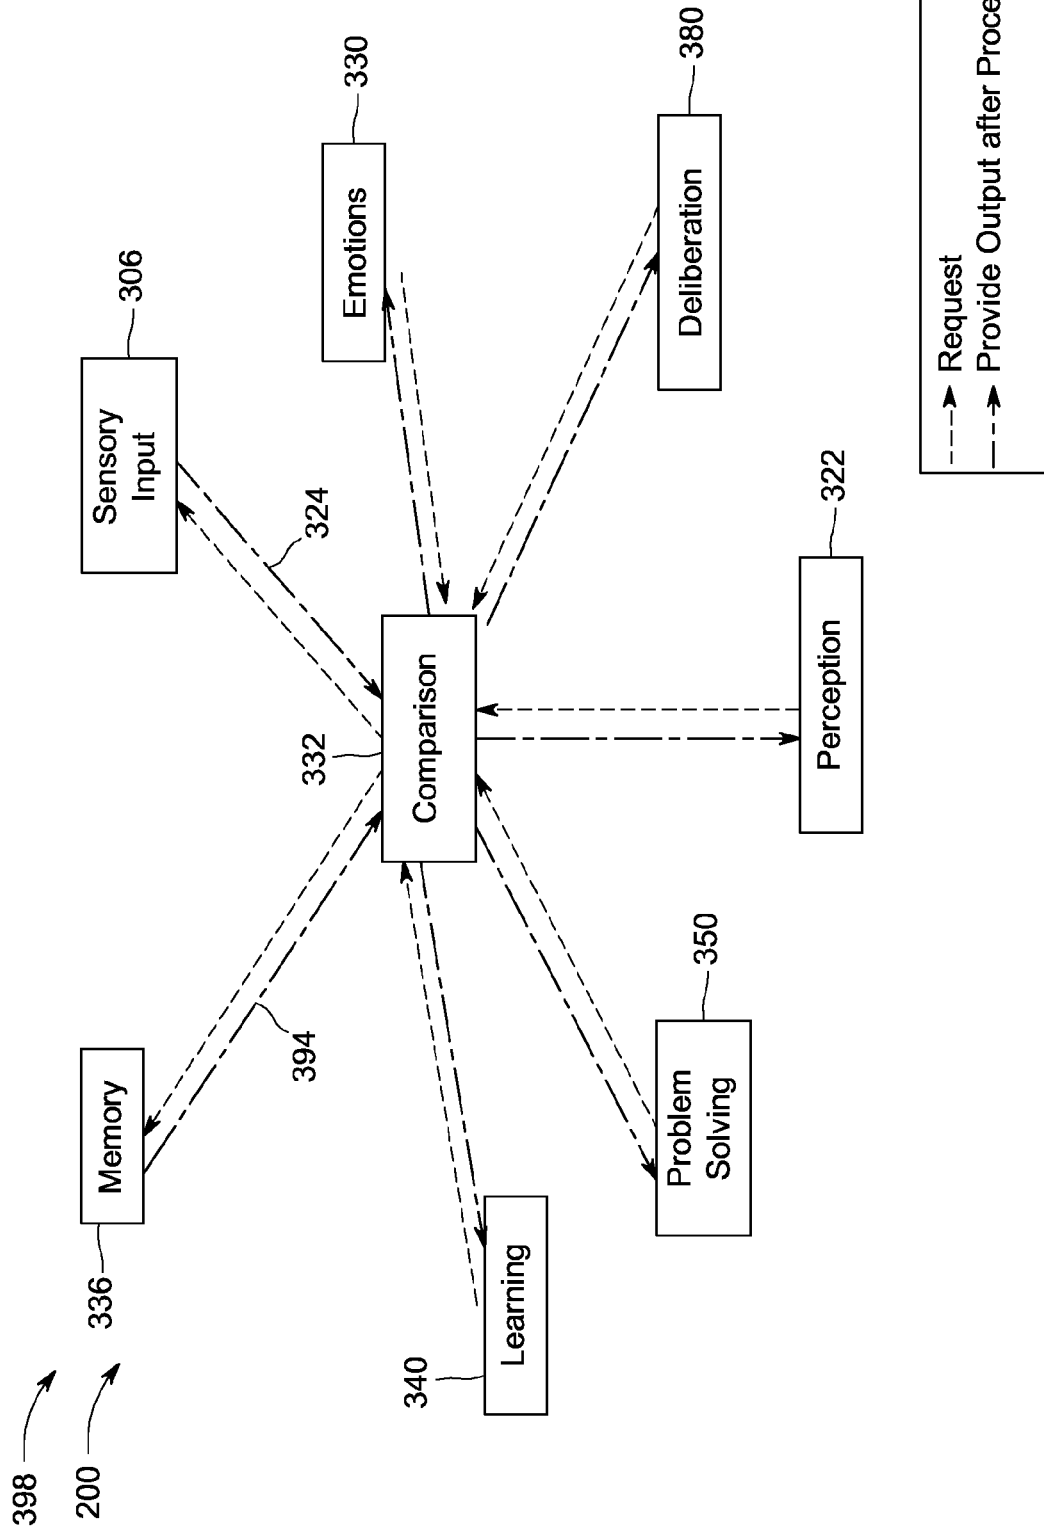 398
200
336
Memory
Sensory
Input
306
394
332
324
Emotions
330
340
Comparison
Learning
Problem
Solving
350
Deliberation
380
Perception
322
Request
Provide Output after Proce